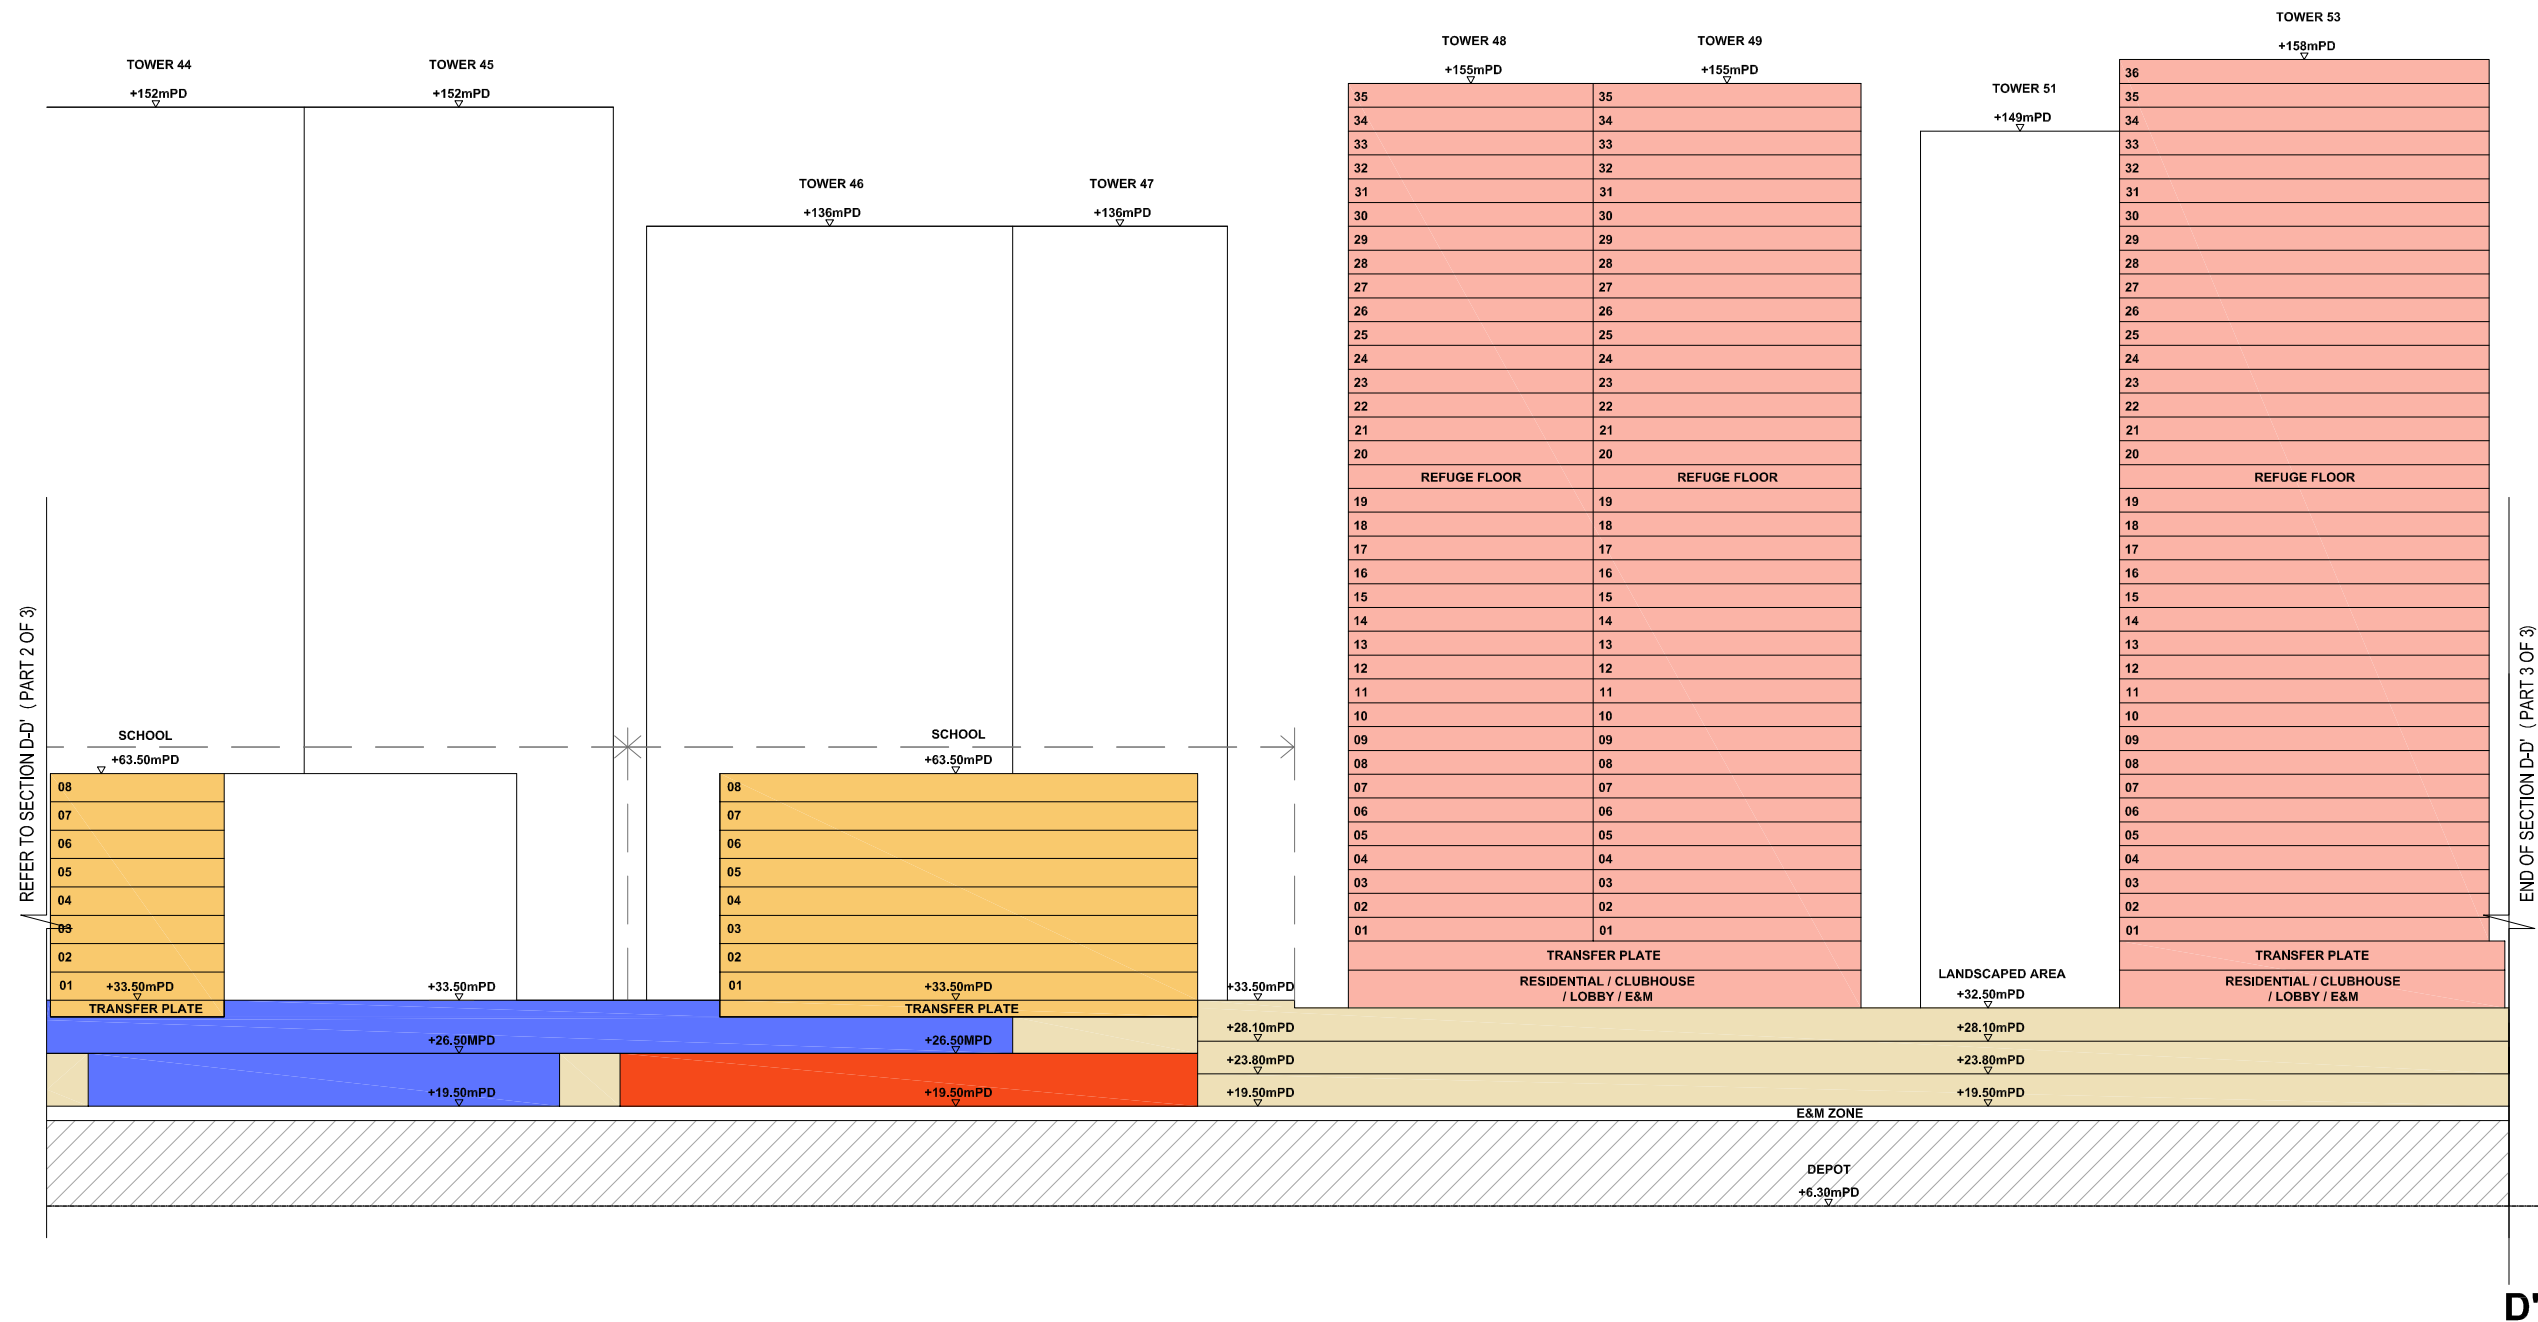 TOWER 53
+158mPD
TOWER 48
+155mPD
TOWER 49
+155mPD
TOWER 44
+152mPD
TOWER 45
+152mPD
TOWER 51
+149mPD
TOWER 46
+136mPD
TOWER 47
+136mPD
36
35 35 35
34 34 34
33 33 33
32 32 32
31 31 31
30 30 30
29 29 29
28 28 28
27 27 27
26 26 26
25 25 25
24 24 24
23 23 23
22 22 22
21 21 21
20 20 20
REFUGE FLOOR REFUGE FLOOR REFUGE FLOOR
19 19 19
18 18 18
17 17 17
16 16 16
15 15 15
14 14 14
13 13 13
12 12 12
11 11 11
10 10 10
09 09 09
08 08 08
07 07 07
06 06 06
05 05 05
04 04 04
03 03 03
02 02 02
01 01 01
TRANSFER PLATE TRANSFER PLATE
RESIDENTIAL / CLUBHOUSE
/ LOBBY / E&M
RESIDENTIAL / CLUBHOUSE
/ LOBBY / E&M
REFER TO SECTION D-D' ( PART 2 OF 3)
SCHOOL
+63.50mPD
SCHOOL
+63.50mPD
08 08
07 07
06 06
05 05
04 04
03 03
02 02
01 +33.50mPD +33.50mPD 01 +33.50mPD +33.50mPD
TRANSFER PLATE TRANSFER PLATE
LANDSCAPED AREA
+32.50mPD
+28.10mPD +28.10mPD
+26.50MPD +26.50MPD
+23.80mPD +23.80mPD
+19.50mPD +19.50mPD +19.50mPD +19.50mPD
E&M ZONE
DEPOT
+6.30mPD
END OF SECTION D-D' ( PART 3 OF 3)
D'